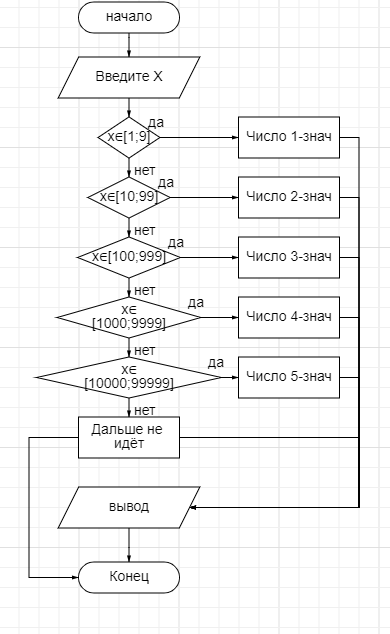 начало
Введите X
да
x∈[1;9]
Число 1-знач
нет
да
x∈[10;99]
Число 2-знач
нет
да
x∈[100;999]
Число 3-знач
нет
да
x∈
[1000;9999]
Число 4-знач
нет
да
x∈
[10000;99999]
Число 5-знач
нет
Дальше не
идёт
вывод
Конец